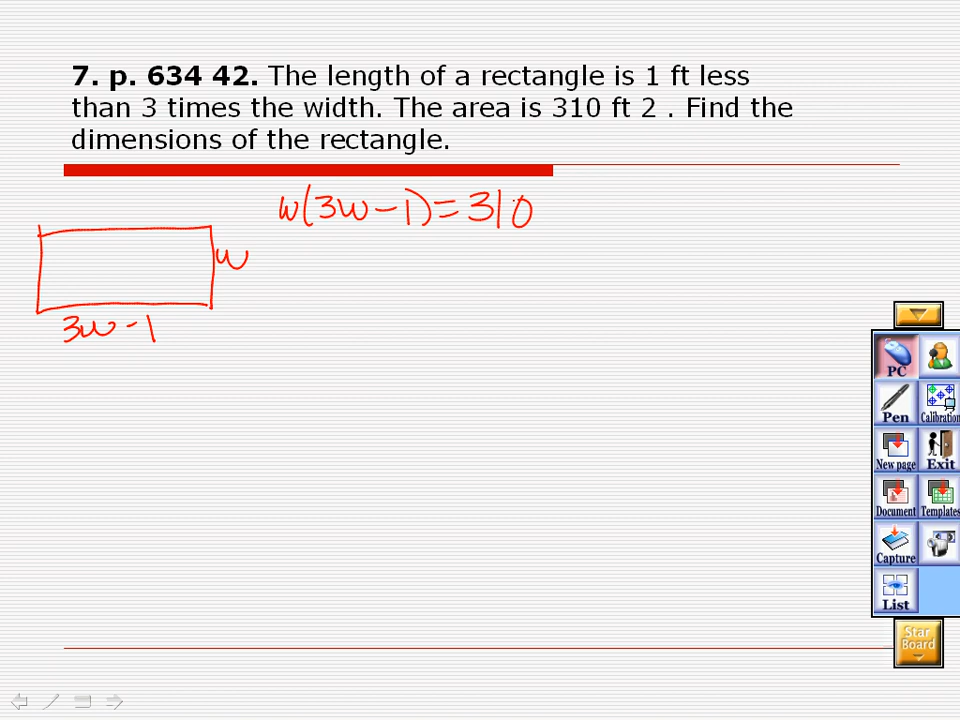 7. p. 634 42. The length of a rectangle is 1 ft less
than 3 times the width. The area is 310 ft 2 . Find the
dimensions of the rectangle.
w(3w-1)=310
w
3w-1
PC
Pen
Calibration
New page
Exit
Document
Templates
Capture
List
Star
Board